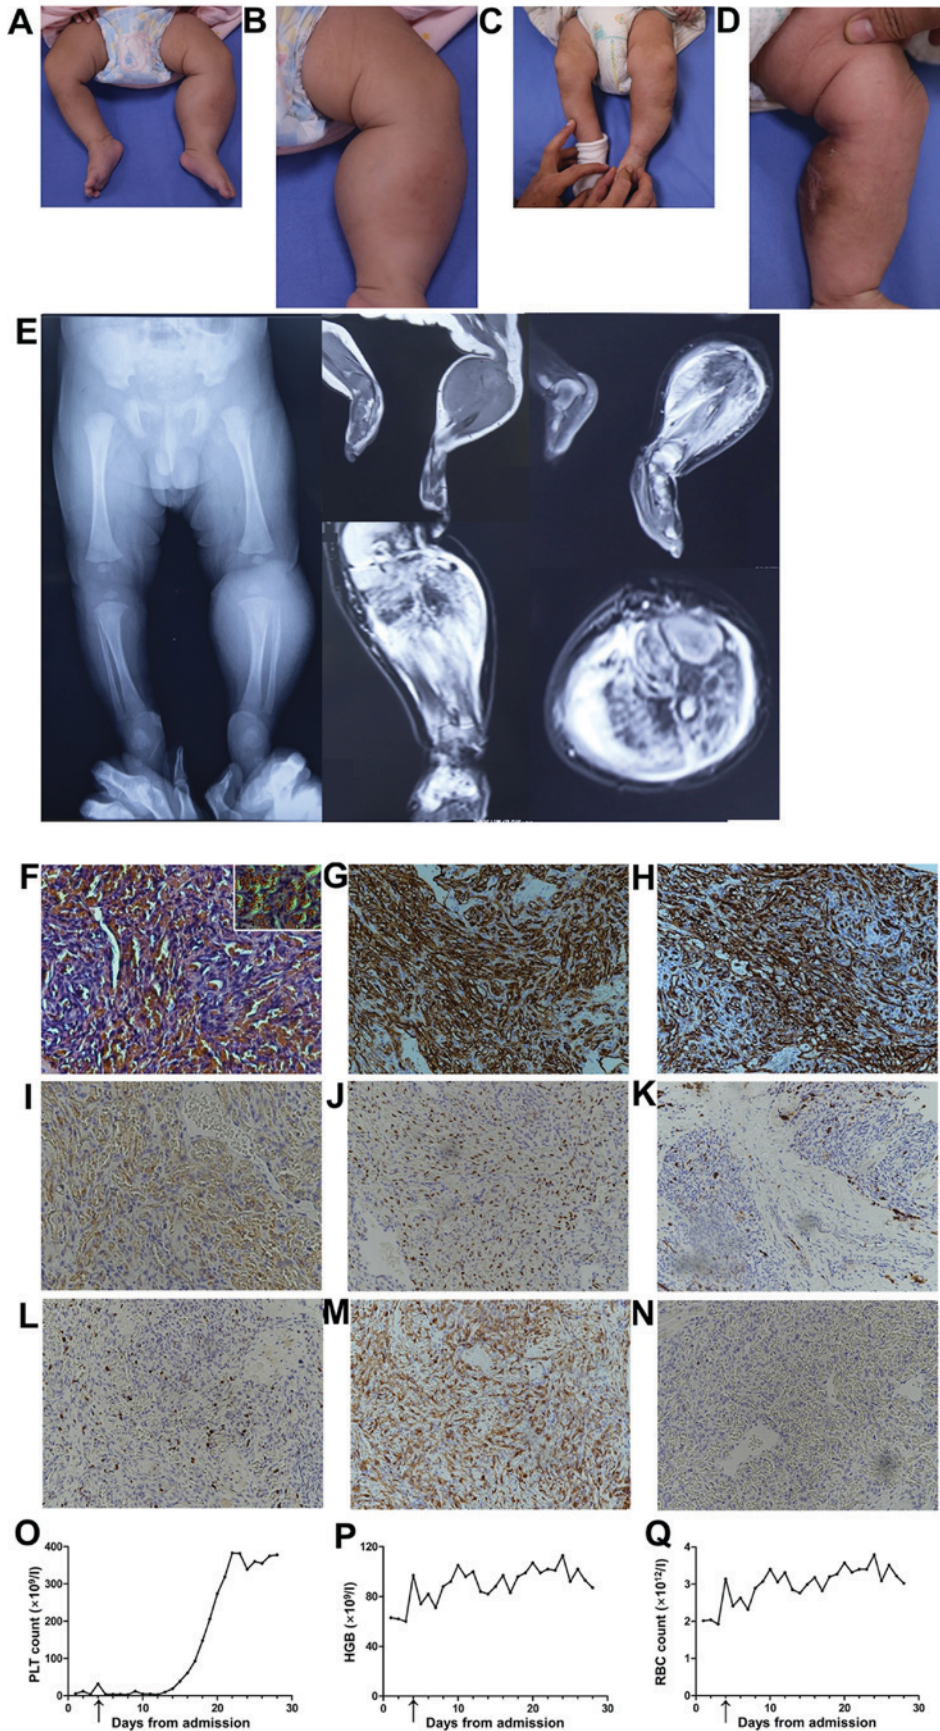 A B C D
E
F G H
I J K
L M N
O P Q
PLT count (×10⁹/l)
400
300
200
100
0
0 10 20 30
Days from admission
HGB (×10⁹/l)
120
80
40
0
0 10 20 30
Days from admission
RBC count (×10¹²/l)
4
3
2
1
0
0 10 20 30
Days from admission